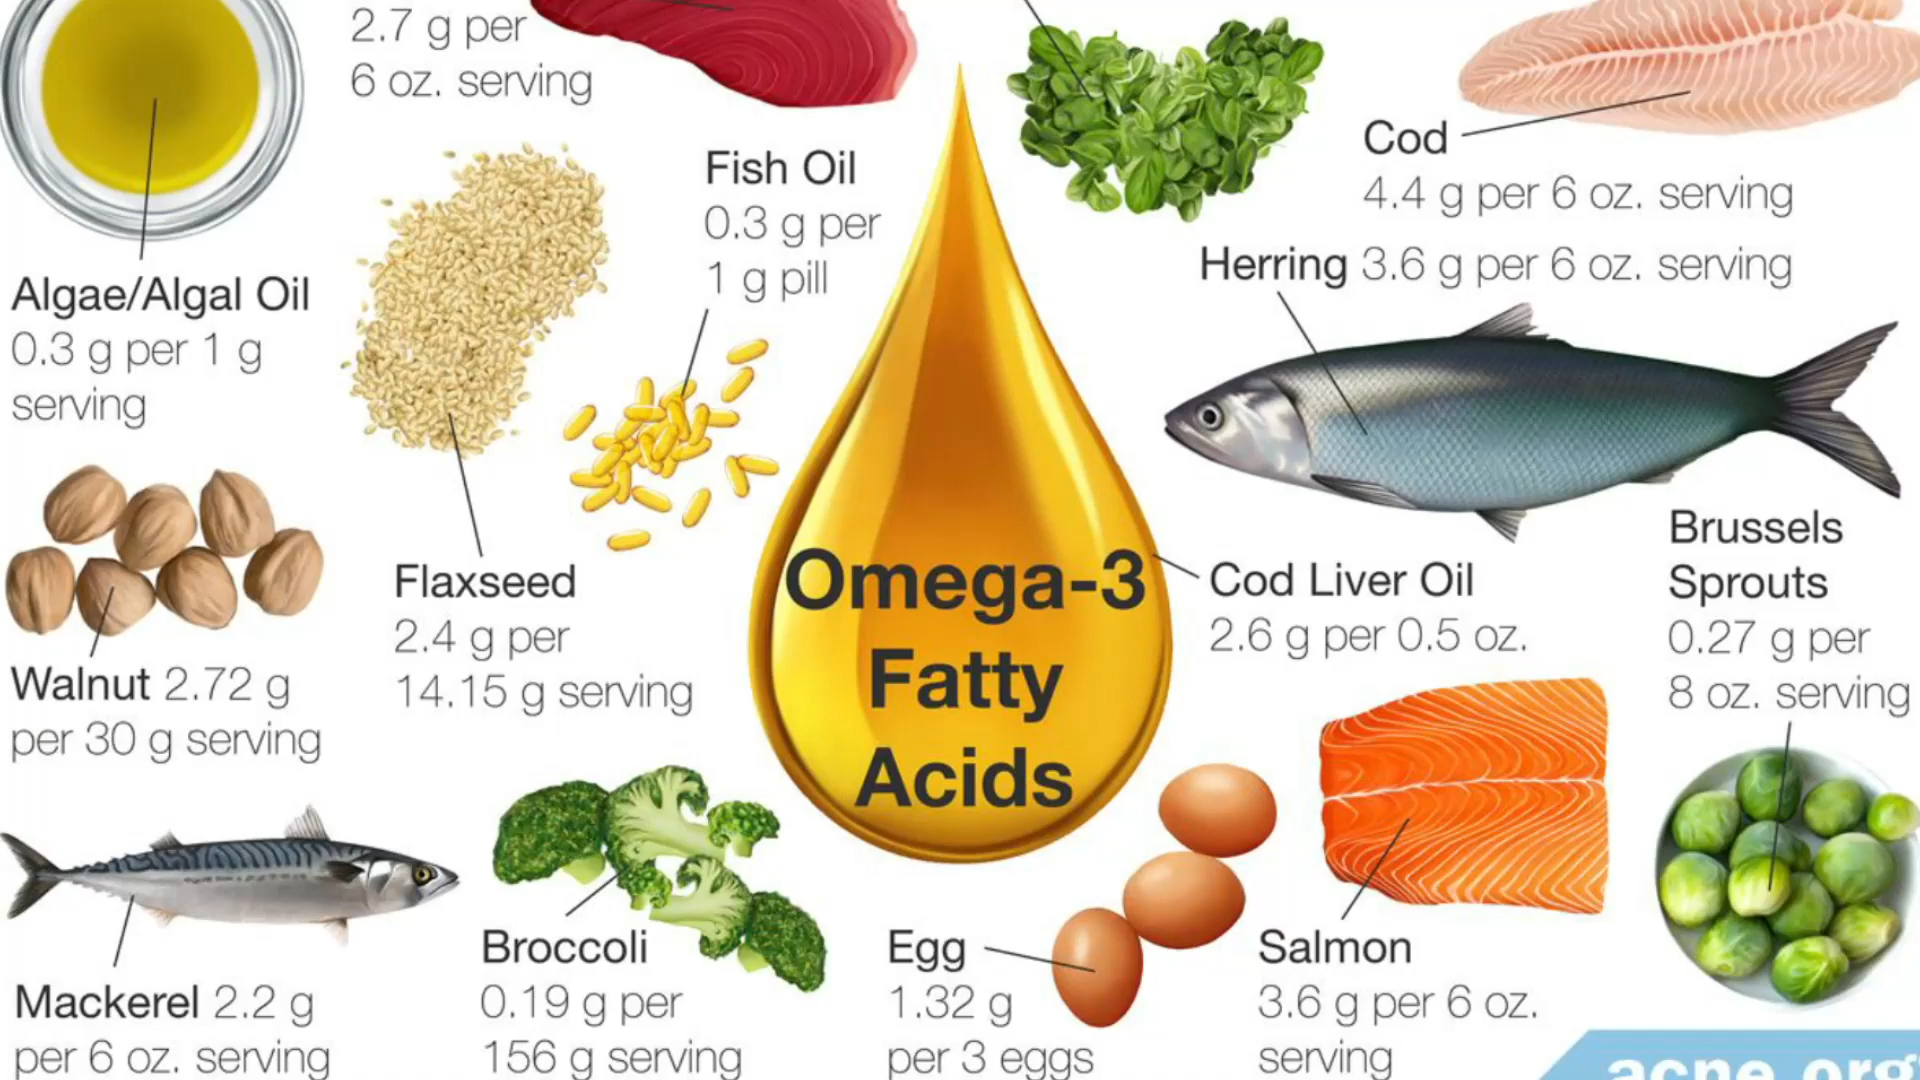 2.7 g per
6 oz. serving
Fish Oil
0.3 g per
1 g pill
Cod
4.4 g per 6 oz. serving
Herring 3.6 g per 6 oz. serving
Algae/Algal Oil
0.3 g per 1 g
serving
Flaxseed
2.4 g per
14.15 g serving
Omega-3
Fatty
Acids
Cod Liver Oil
2.6 g per 0.5 oz.
Brussels
Sprouts
0.27 g per
8 oz. serving
Walnut 2.72 g
per 30 g serving
Mackerel 2.2 g
per 6 oz. serving
Broccoli
0.19 g per
156 g serving
Egg
1.32 g
per 3 eggs
Salmon
3.6 g per 6 oz.
serving
acne.org